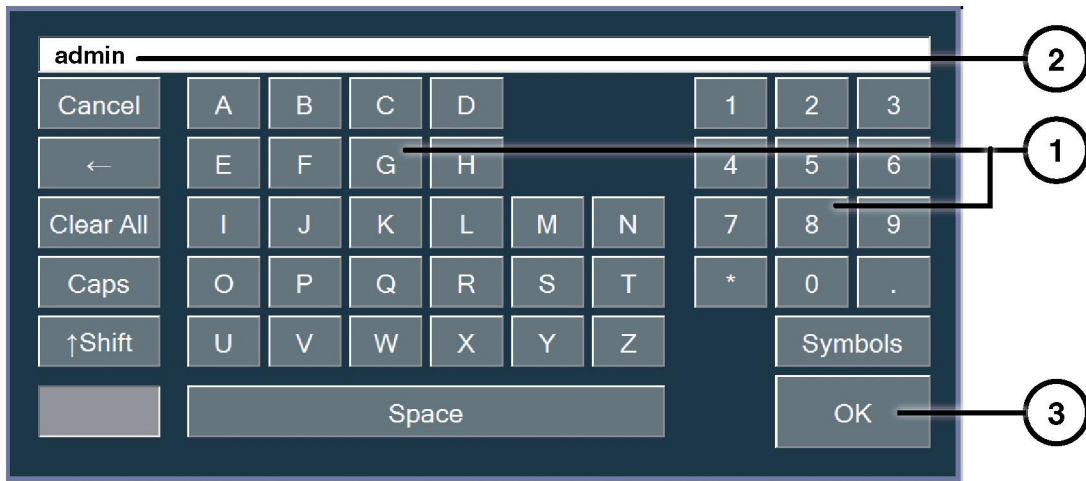 admin
2
Cancel A B C D 1 2 3
← E F G H 4 5 6
1
Clear All I J K L M N 7 8 9
Caps O P Q R S T * 0 .
↑Shift U V W X Y Z Symbols
Space OK
3